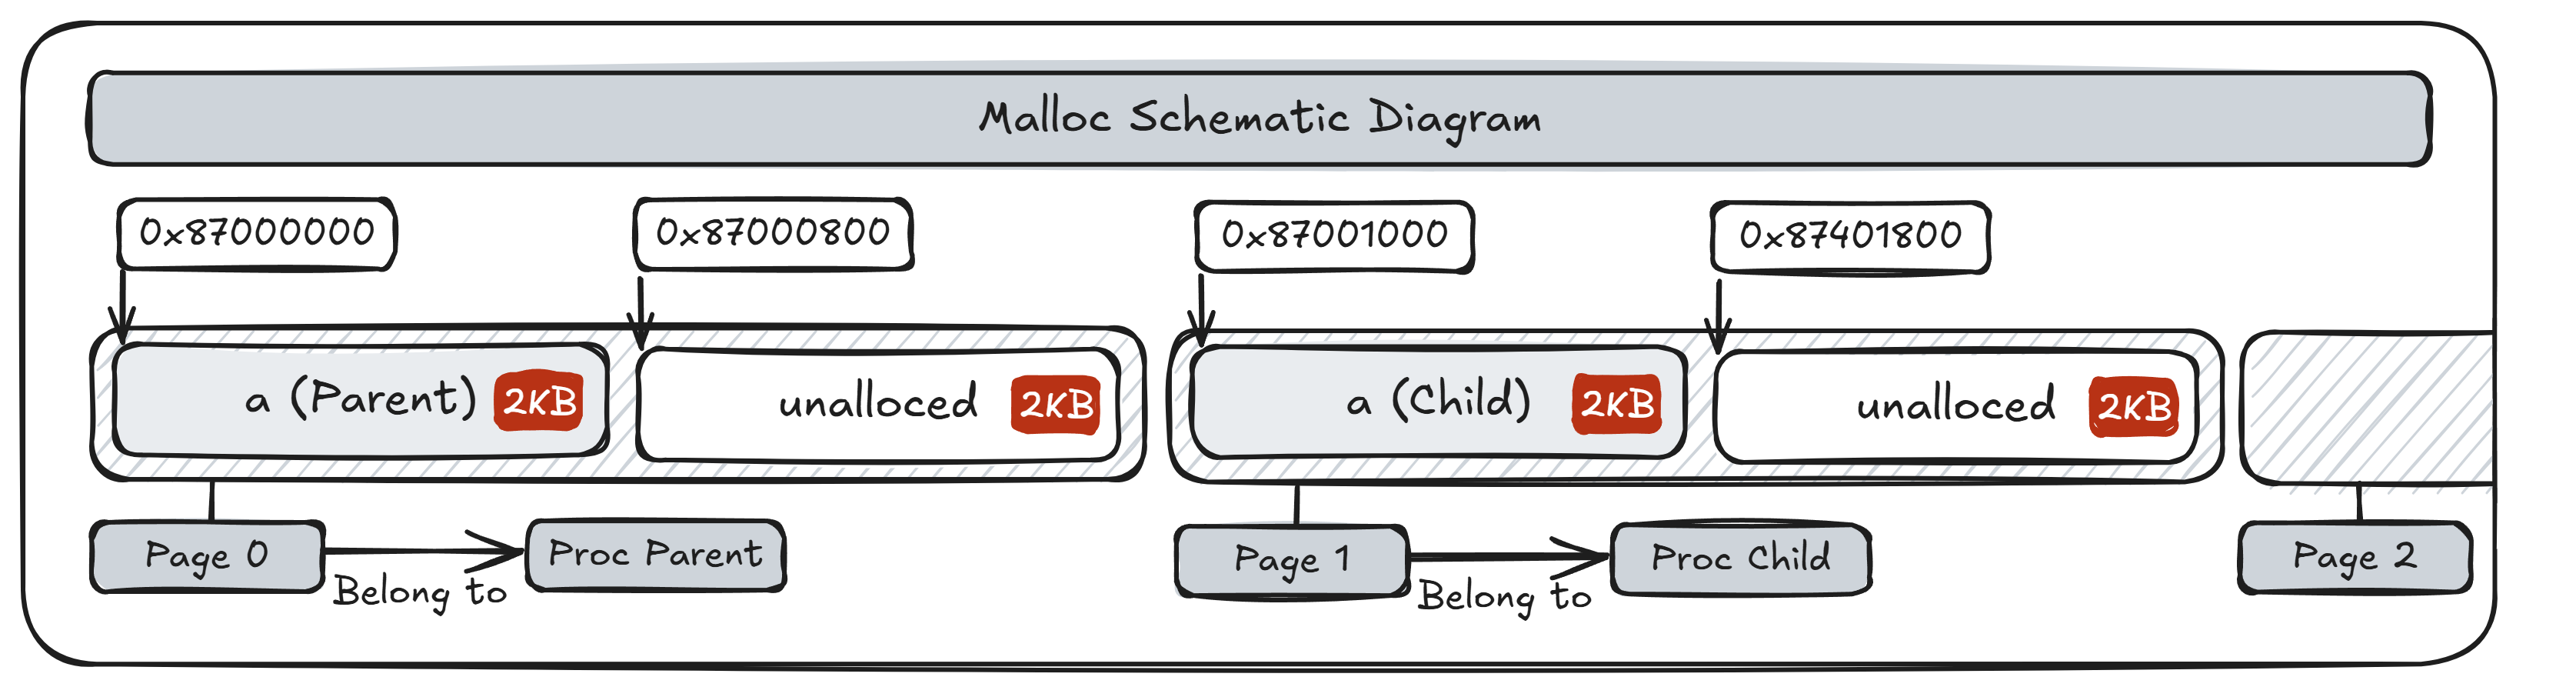 Malloc Schematic Diagram
0x87000000
0x87000800
0x87001000
0x87401800
a (Parent) 2KB
unalloced 2KB
a (Child) 2KB
unalloced 2KB
Page 0
Belong to
Proc Parent
Page 1
Belong to
Proc Child
Page 2